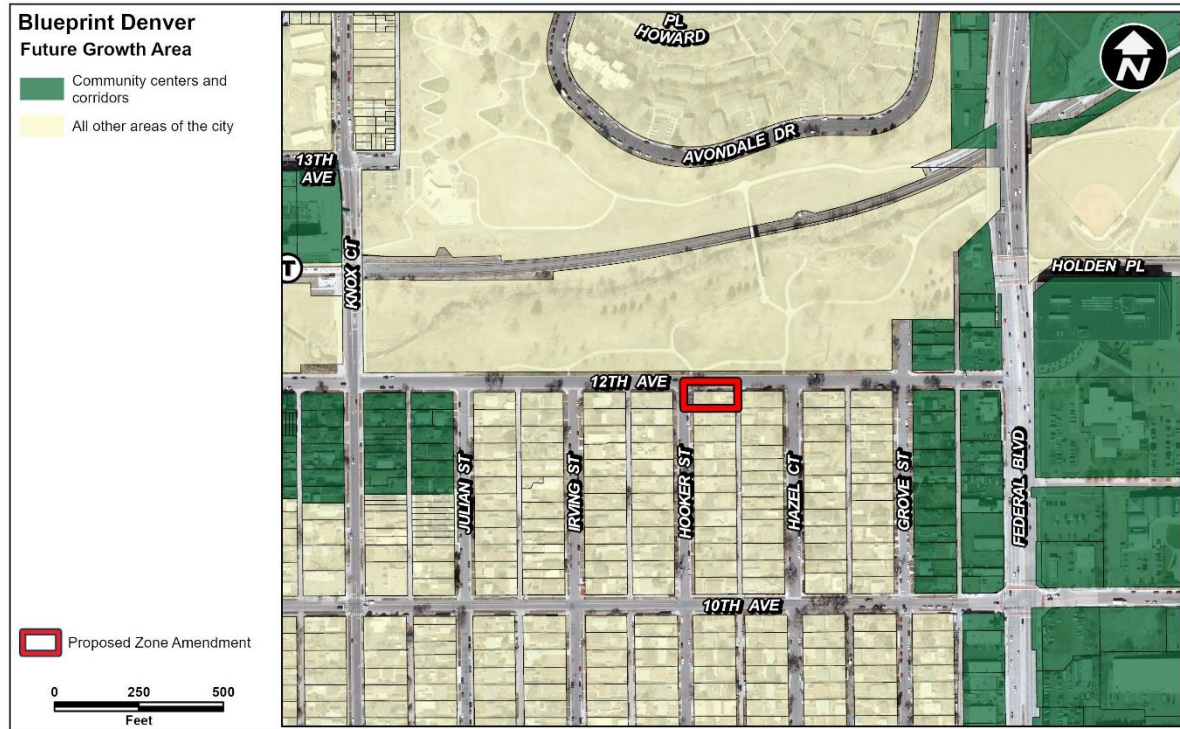 Blueprint Denver
Future Growth Area
Community centers and
corridors
All other areas of the city
Proposed Zone Amendment
0 250 500
Feet
N
PL
HOWARD
AVONDALE DR
13TH
AVE
KNOX CT
T
HOLDEN PL
12TH AVE
JULIAN ST
IRVING ST
HOOKER ST
HAZEL CT
GROVE ST
FEDERAL BLVD
10TH AVE